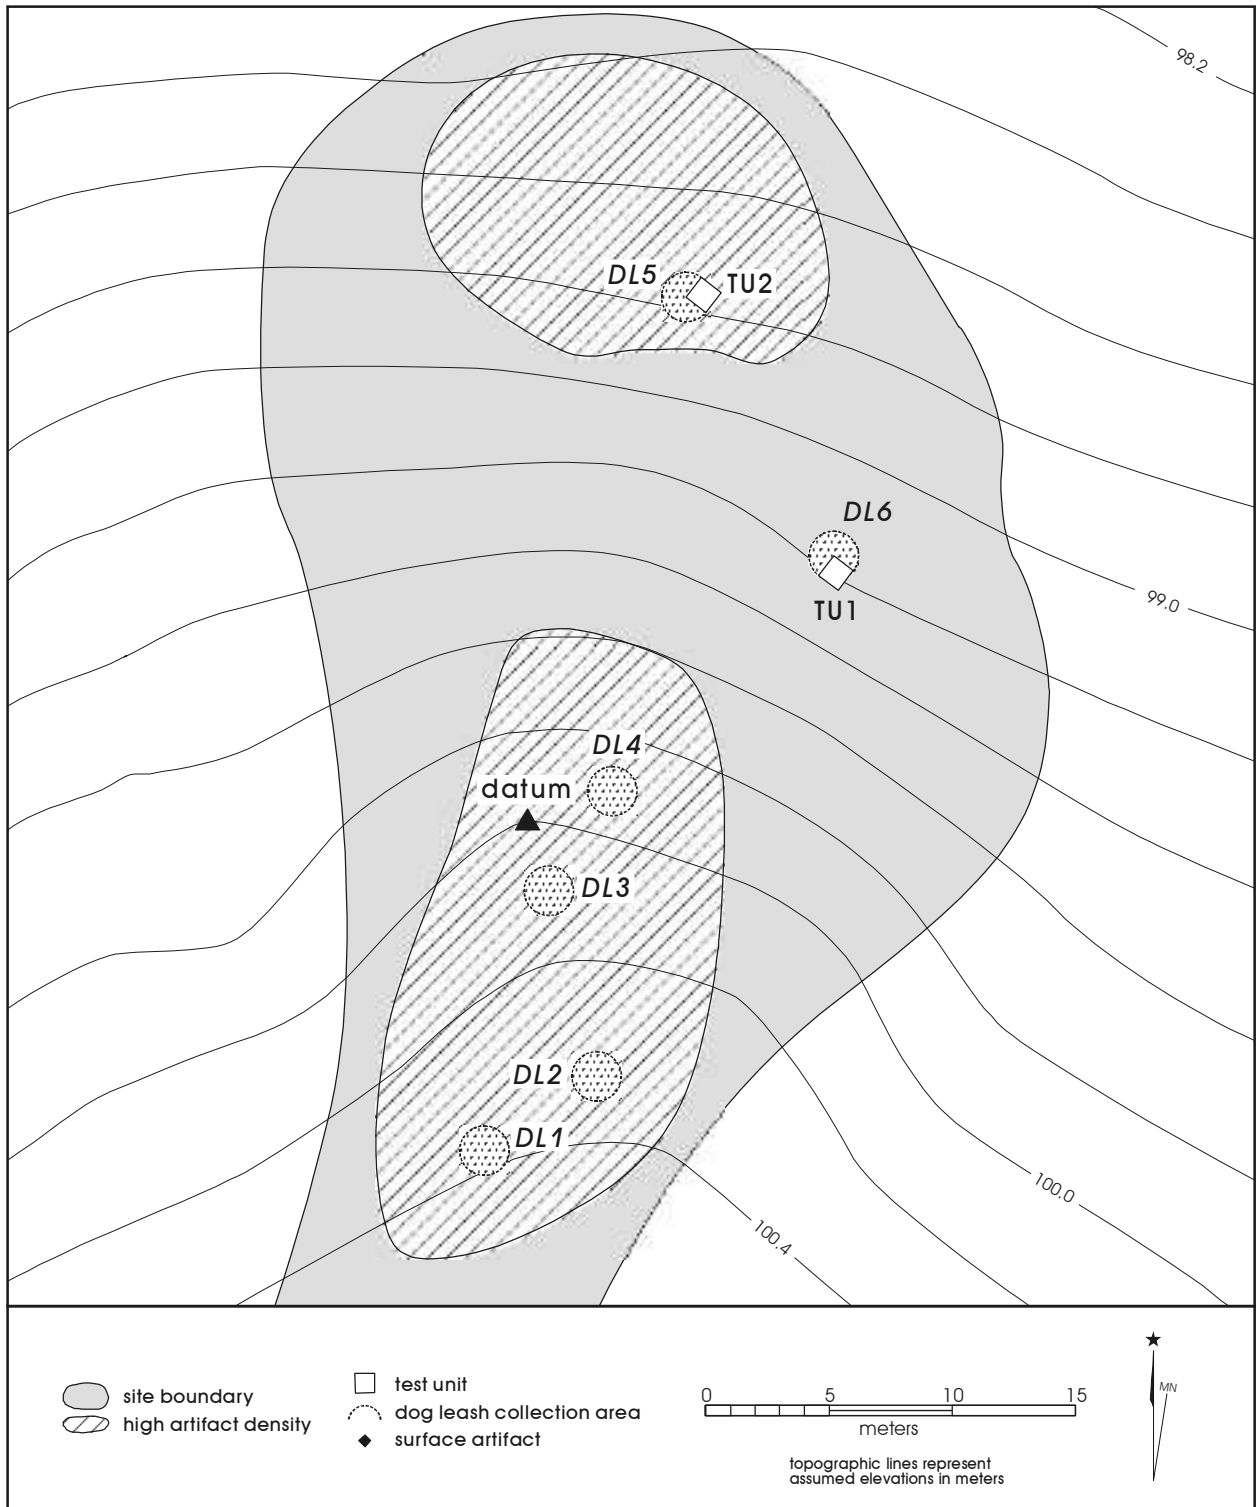 98.2
DL5
TU2
DL6
99.0
TU1
DL4
datum
DL3
DL2
DL1
100.0
100.4
site boundary
high artifact density
test unit
dog leash collection area
surface artifact
0 5 10 15
meters
topographic lines represent
assumed elevations in meters
MN